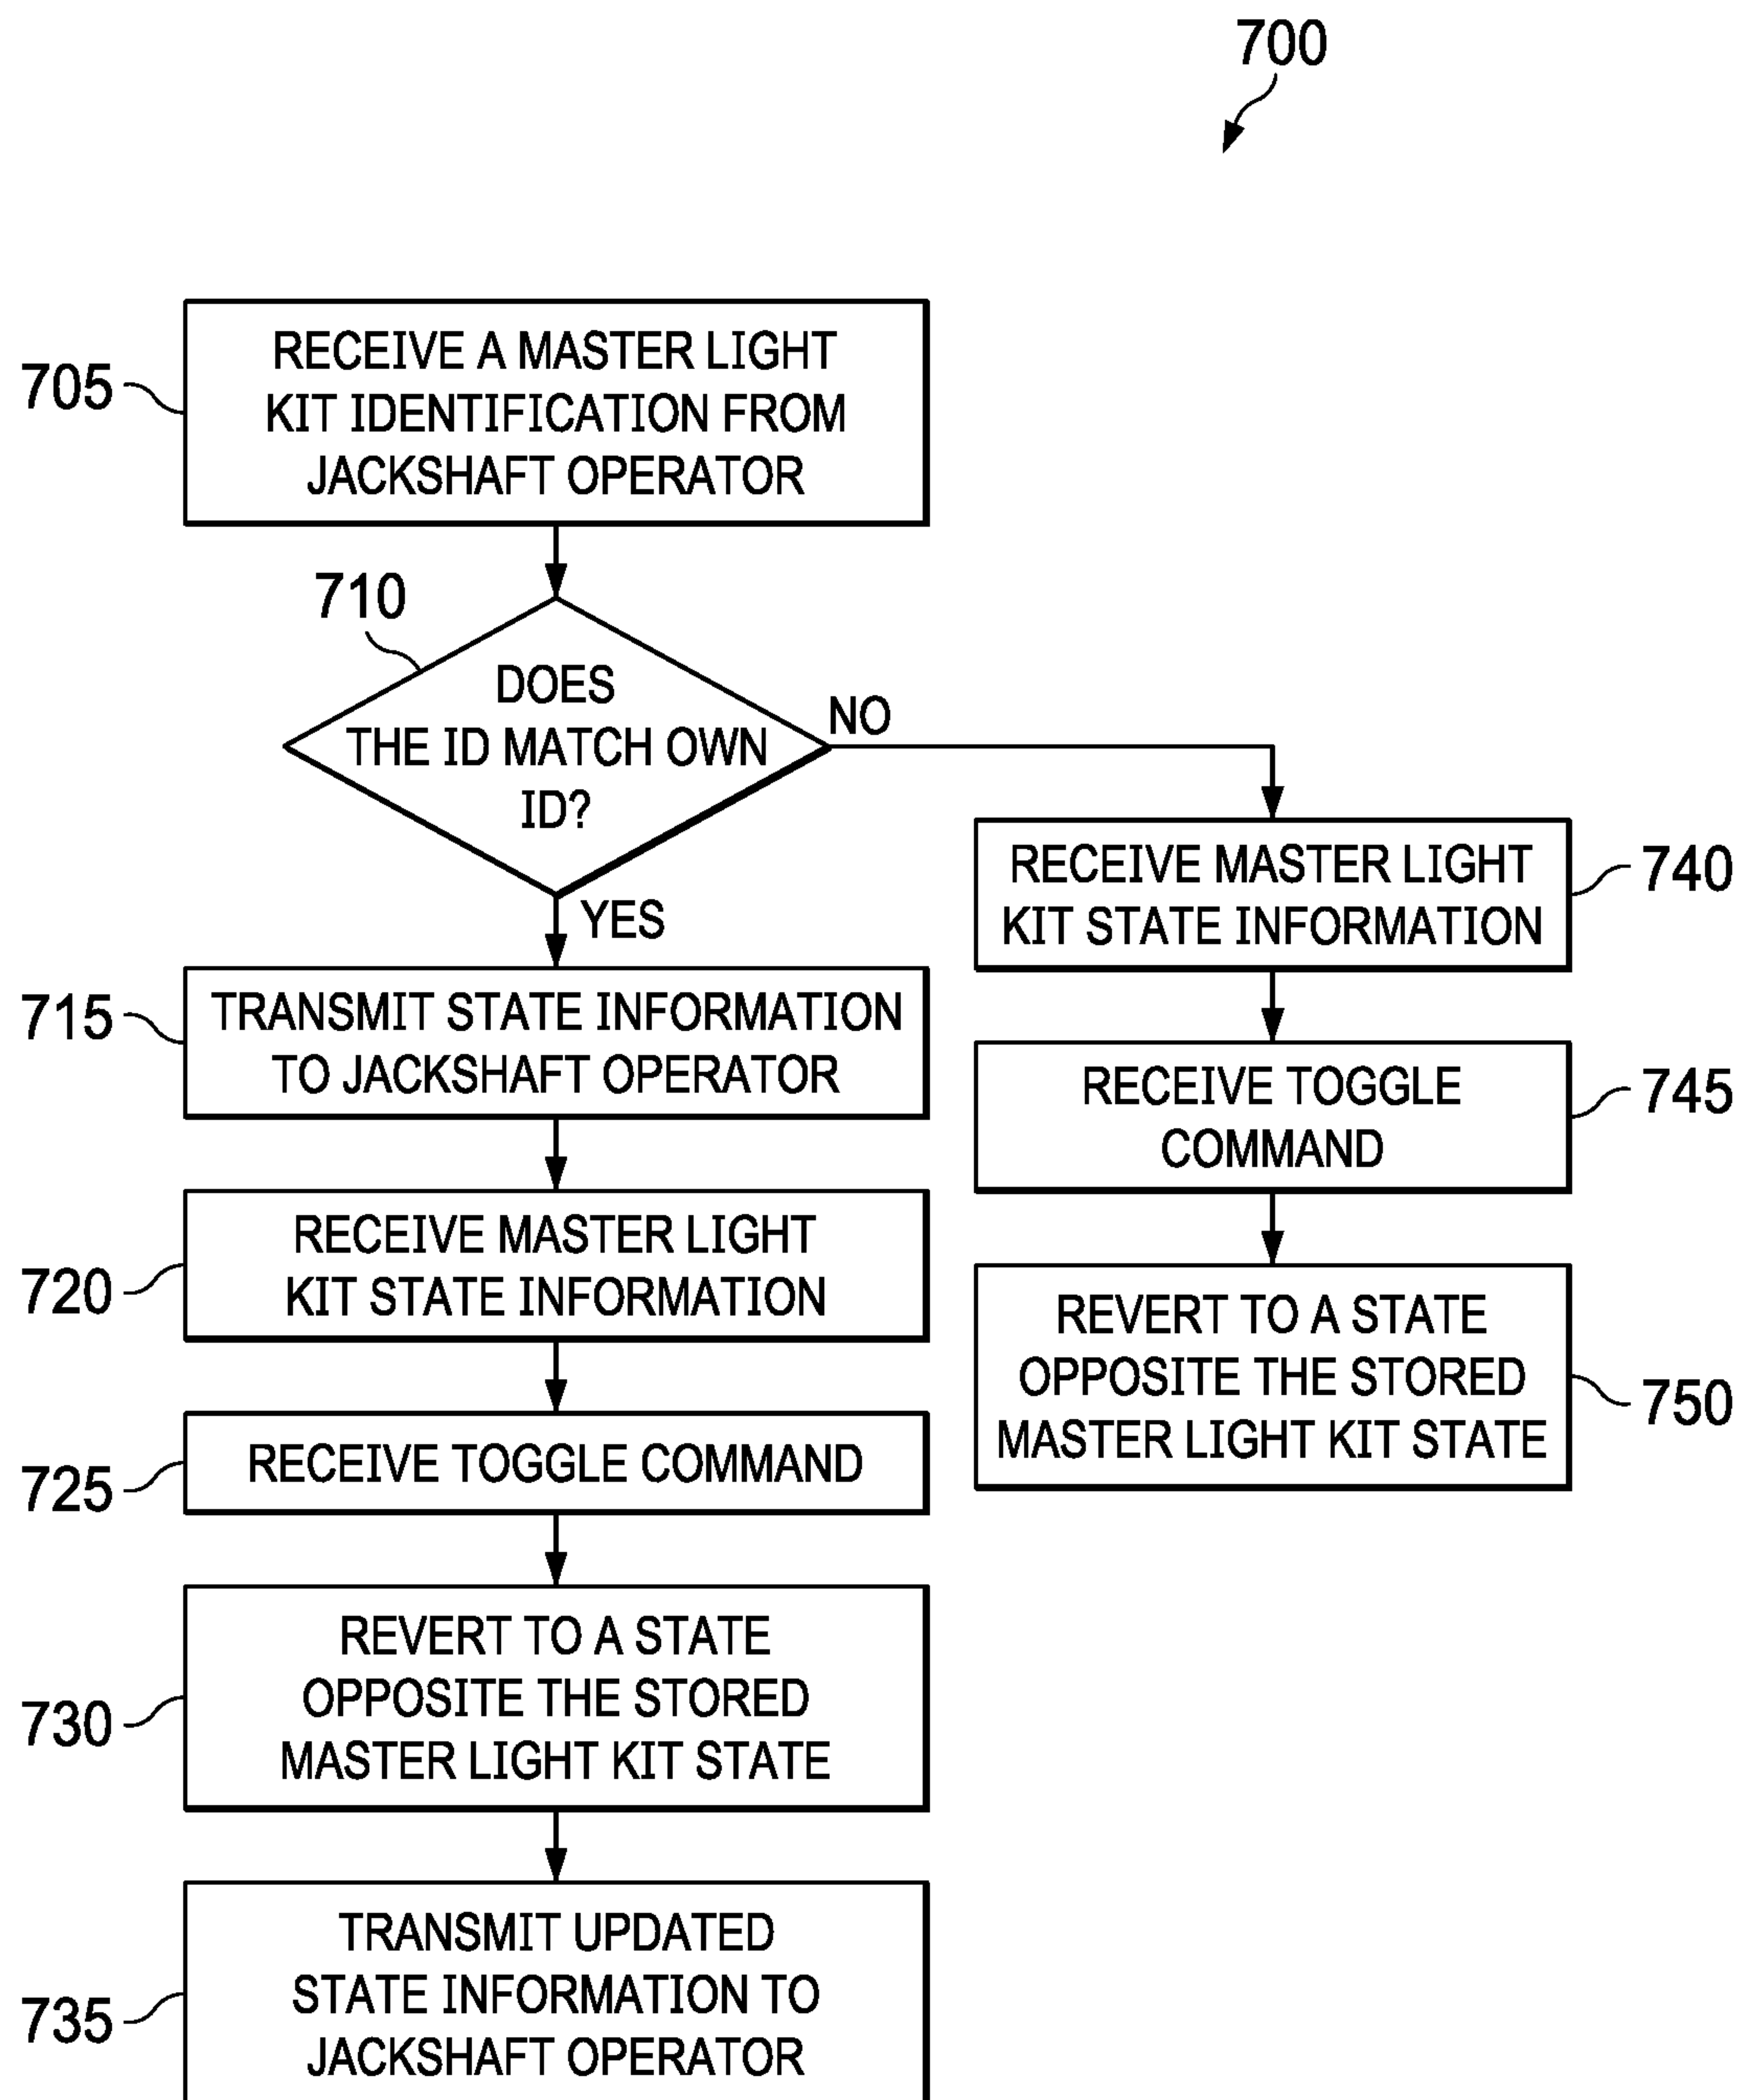 700
705
RECEIVE A MASTER LIGHT
KIT IDENTIFICATION FROM
JACKSHAFT OPERATOR
710
DOES
THE ID MATCH OWN
ID?
NO
YES
715
TRANSMIT STATE INFORMATION
TO JACKSHAFT OPERATOR
720
RECEIVE MASTER LIGHT
KIT STATE INFORMATION
725
RECEIVE TOGGLE COMMAND
730
REVERT TO A STATE
OPPOSITE THE STORED
MASTER LIGHT KIT STATE
735
TRANSMIT UPDATED
STATE INFORMATION TO
JACKSHAFT OPERATOR
RECEIVE MASTER LIGHT
KIT STATE INFORMATION
740
RECEIVE TOGGLE
COMMAND
745
REVERT TO A STATE
OPPOSITE THE STORED
MASTER LIGHT KIT STATE
750